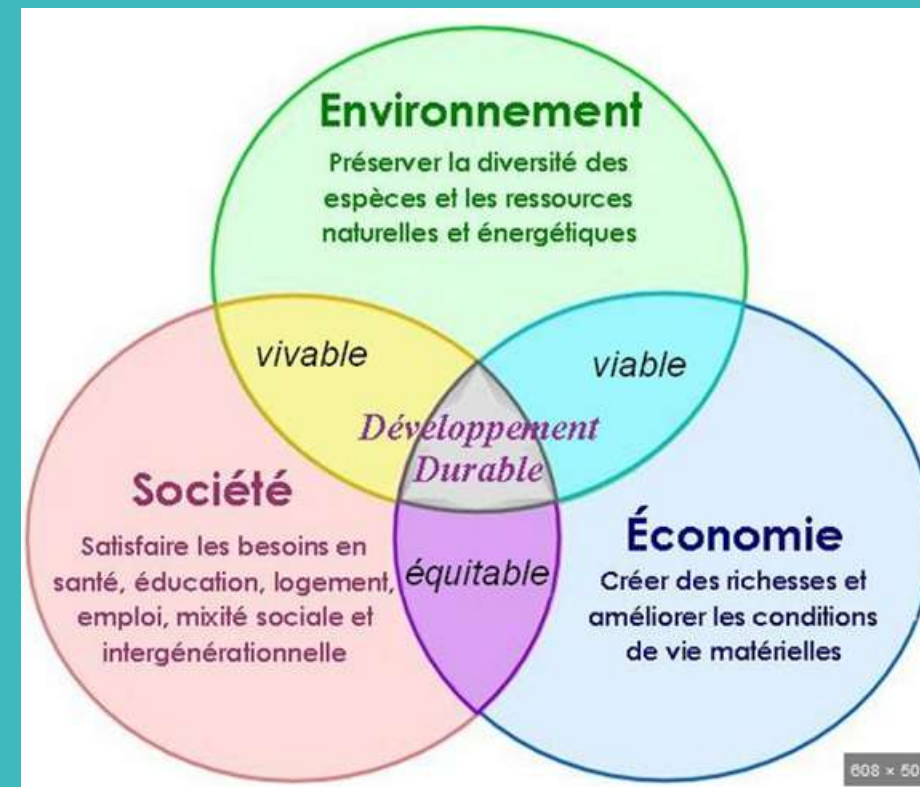 Environnement
Préserver la diversité des
espèces et les ressources
naturelles et énergétiques
vivable
viable
Développement
Durable
Société
Satisfaire les besoins en
santé, éducation, logement,
emploi, mixité sociale et
intergénérationnelle
équitable
Économie
Créer des richesses et
améliorer les conditions
de vie matérielles
608 × 50